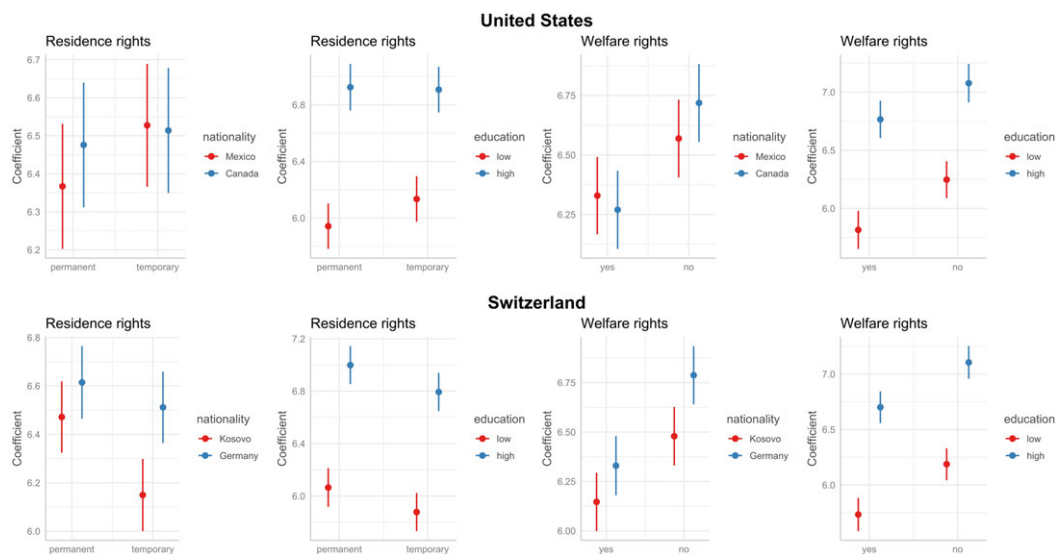 United States
Residence rights
Coefficient
6.7
6.6
6.5
6.4
6.3
6.2
permanent temporary
nationality
Mexico
Canada
Residence rights
Coefficient
6.8
6.4
6.0
permanent temporary
education
low
high
Welfare rights
Coefficient
6.75
6.50
6.25
yes no
nationality
Mexico
Canada
Welfare rights
Coefficient
7.0
6.5
6.0
yes no
education
low
high
Switzerland
Residence rights
Coefficient
6.8
6.6
6.4
6.2
6.0
permanent temporary
nationality
Kosovo
Germany
Residence rights
Coefficient
7.2
6.8
6.4
6.0
permanent temporary
education
low
high
Welfare rights
Coefficient
6.75
6.50
6.25
6.00
yes no
nationality
Kosovo
Germany
Welfare rights
Coefficient
7.0
6.5
6.0
yes no
education
low
high